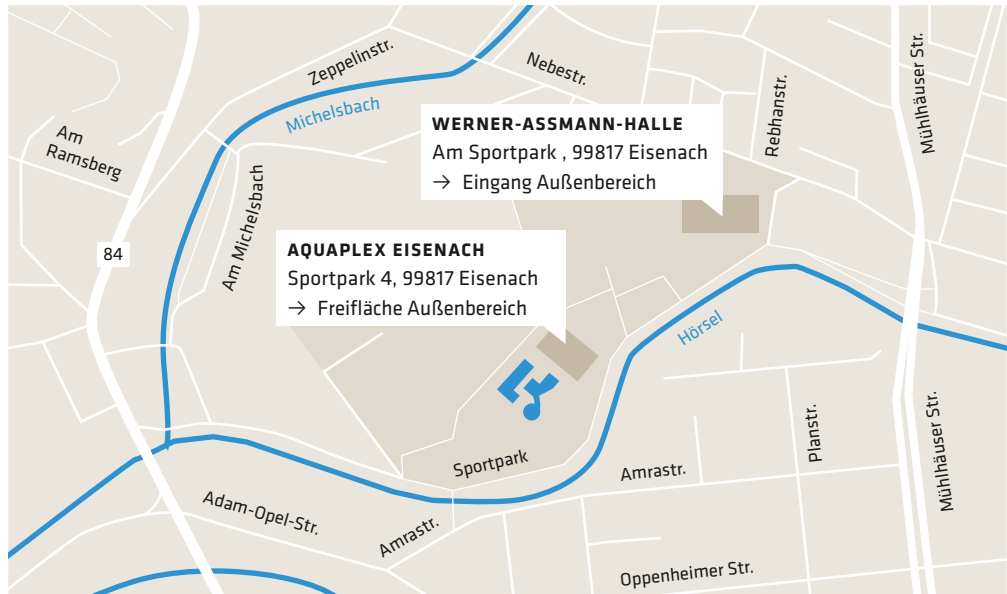 Zeppelinstr.
Michelsbach
Nebestr.
Rebhanstr.
Mühlhäuser Str.
Am
Ramsberg
WERNER-ASSMANN-HALLE
Am Sportpark , 99817 Eisenach
→ Eingang Außenbereich
84
Am Michelsbach
AQUAPLEX EISENACH
Sportpark 4, 99817 Eisenach
→ Freifläche Außenbereich
Hörsel
Planstr.
Mühlhäuser Str.
Sportpark
Amrastr.
Adam-Opel-Str.
Amrastr.
Oppenheimer Str.